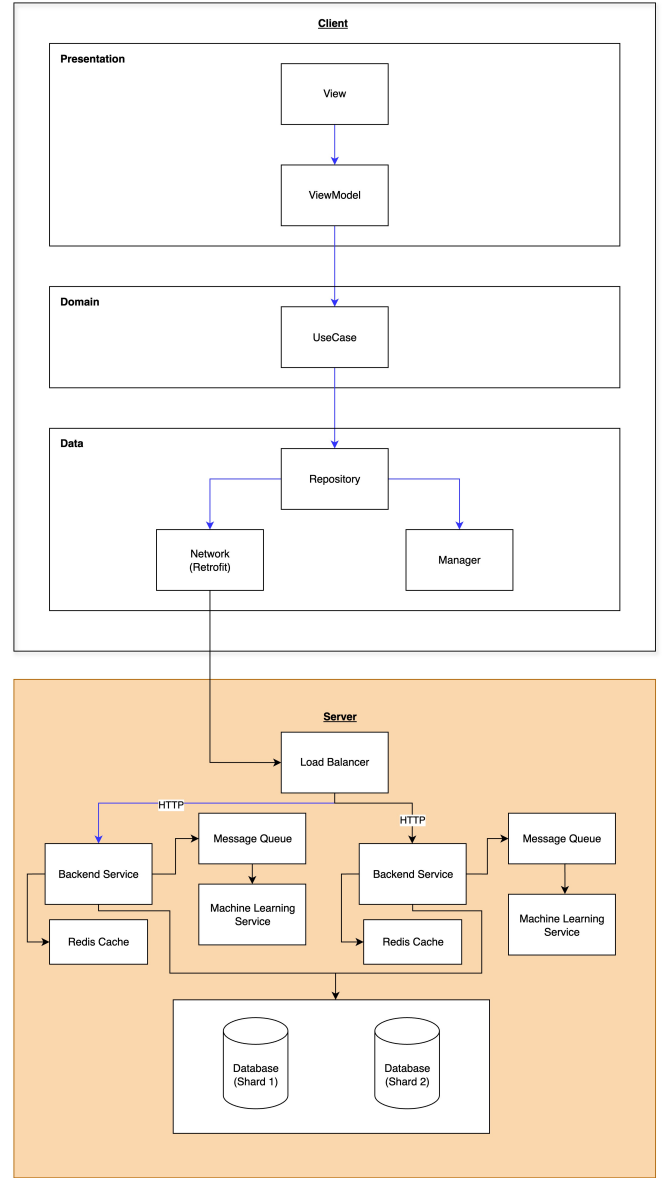 Client
Presentation
View
ViewModel
Domain
UseCase
Data
Repository
Network
(Retrofit)
Manager
Server
Load Balancer
HTTP
HTTP
Backend Service
Message Queue
Machine Learning
Service
Redis Cache
Backend Service
Message Queue
Machine Learning
Service
Redis Cache
Database
(Shard 1)
Database
(Shard 2)